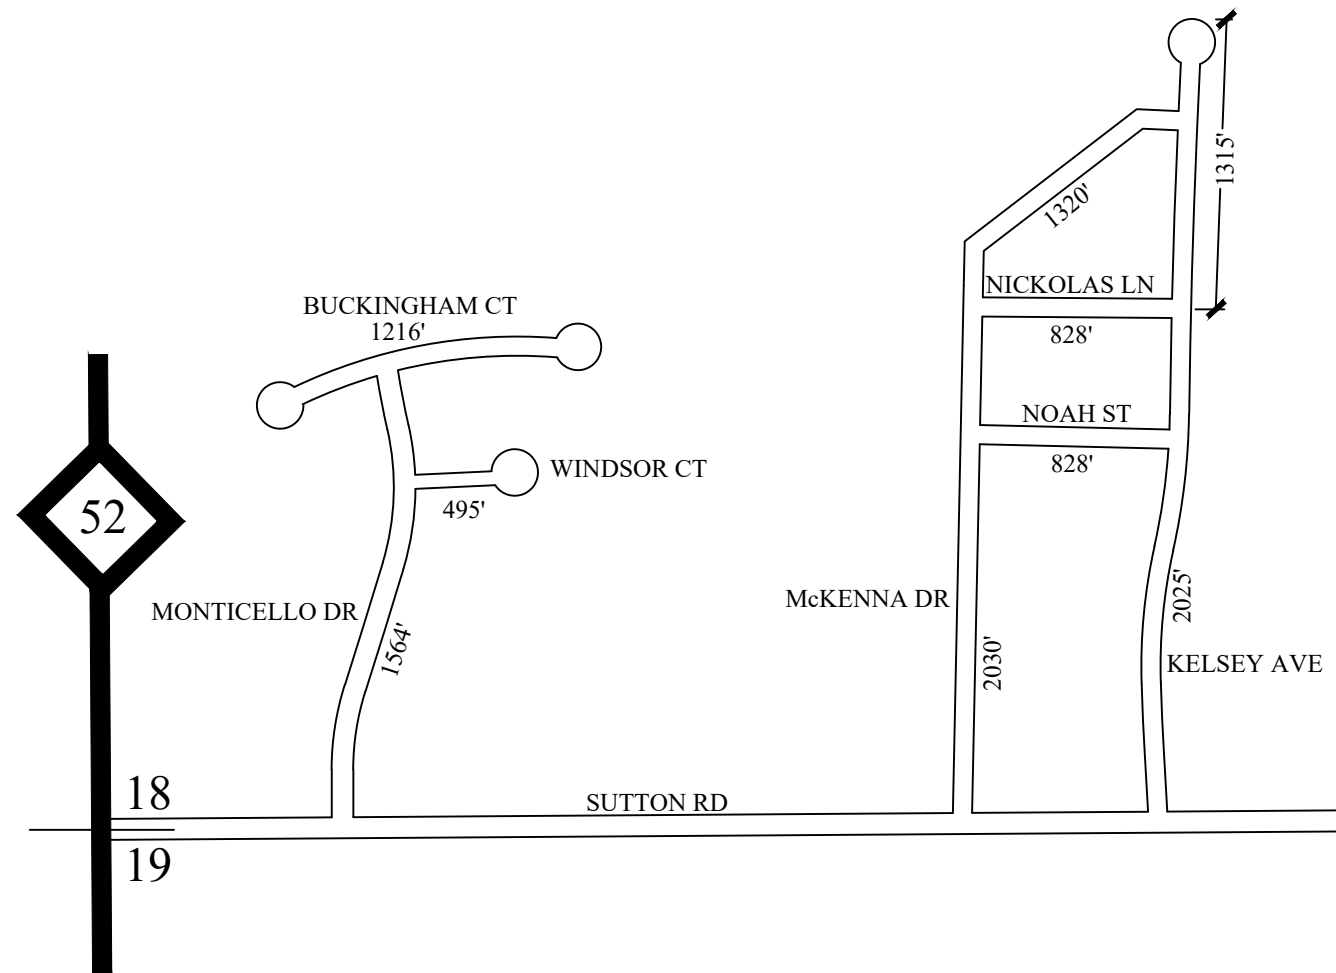 1315'
1320'
NICKOLAS LN
828'
BUCKINGHAM CT
1216'
NOAH ST
828'
WINDSOR CT
495'
52
MONTICELLO DR
1564'
McKENNA DR
2030'
2025'
KELSEY AVE
18
SUTTON RD
19